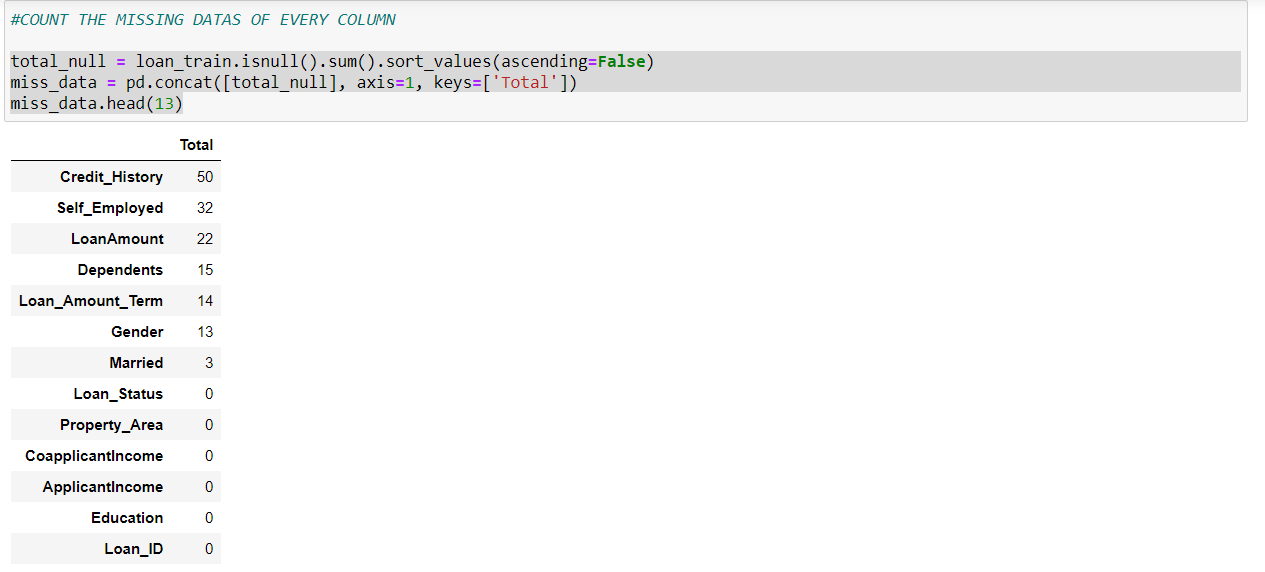 #COUNT THE MISSING DATAS OF EVERY COLUMN
total_null = loan_train.isnull().sum().sort_values(ascending=False)
miss_data = pd.concat([total_null], axis=1, keys=['Total'])
miss_data.head(13)
Total
Credit_History 50
Self_Employed 32
LoanAmount 22
Dependents 15
Loan_Amount_Term 14
Gender 13
Married 3
Loan_Status 0
Property_Area 0
CoapplicantIncome 0
ApplicantIncome 0
Education 0
Loan_ID 0